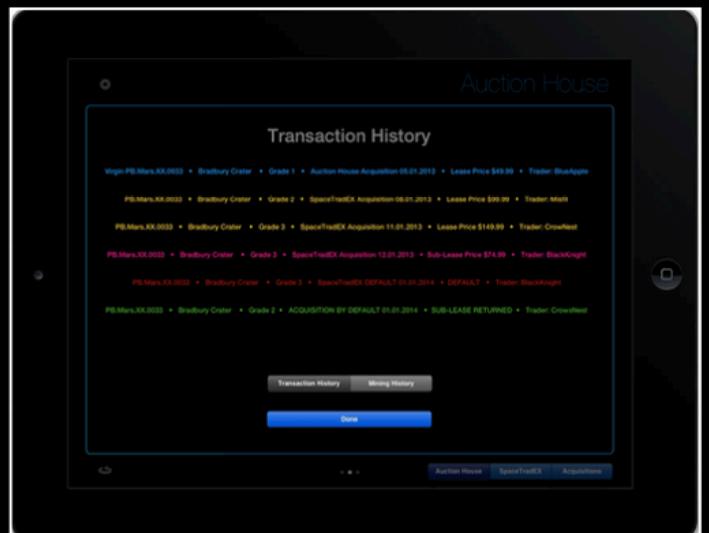 Auction House
Transaction History
Virgin PB.Mars.XX.0033 • Bradbury Crater • Grade 1 • Auction House Acquisition 05.01.2013 • Lease Price $49.99 • Trader: BlueApple
PB.Mars.XX.0033 • Bradbury Crater • Grade 2 • SpaceTradEX Acquisition 08.01.2013 • Lease Price $99.99 • Trader: Misfit
PB.Mars.XX.0033 • Bradbury Crater • Grade 3 • SpaceTradEX Acquisition 11.01.2013 • Lease Price $149.99 • Trader: CrowNest
PB.Mars.XX.0033 • Bradbury Crater • Grade 3 • SpaceTradEX Acquisition 12.01.2013 • Sub-Lease Price $74.99 • Trader: BlackKnight
PB.Mars.XX.0033 • Bradbury Crater • Grade 3 • SpaceTradEX DEFAULT 01.01.2014 • DEFAULT • Trader: BlackKnight
PB.Mars.XX.0033 • Bradbury Crater • Grade 2 • ACQUISITION BY DEFAULT 01.01.2014 • SUB-LEASE RETURNED • Trader: CrowsNest
Transaction History Mining History
Done
Auction House SpaceTradEX Acquisitions